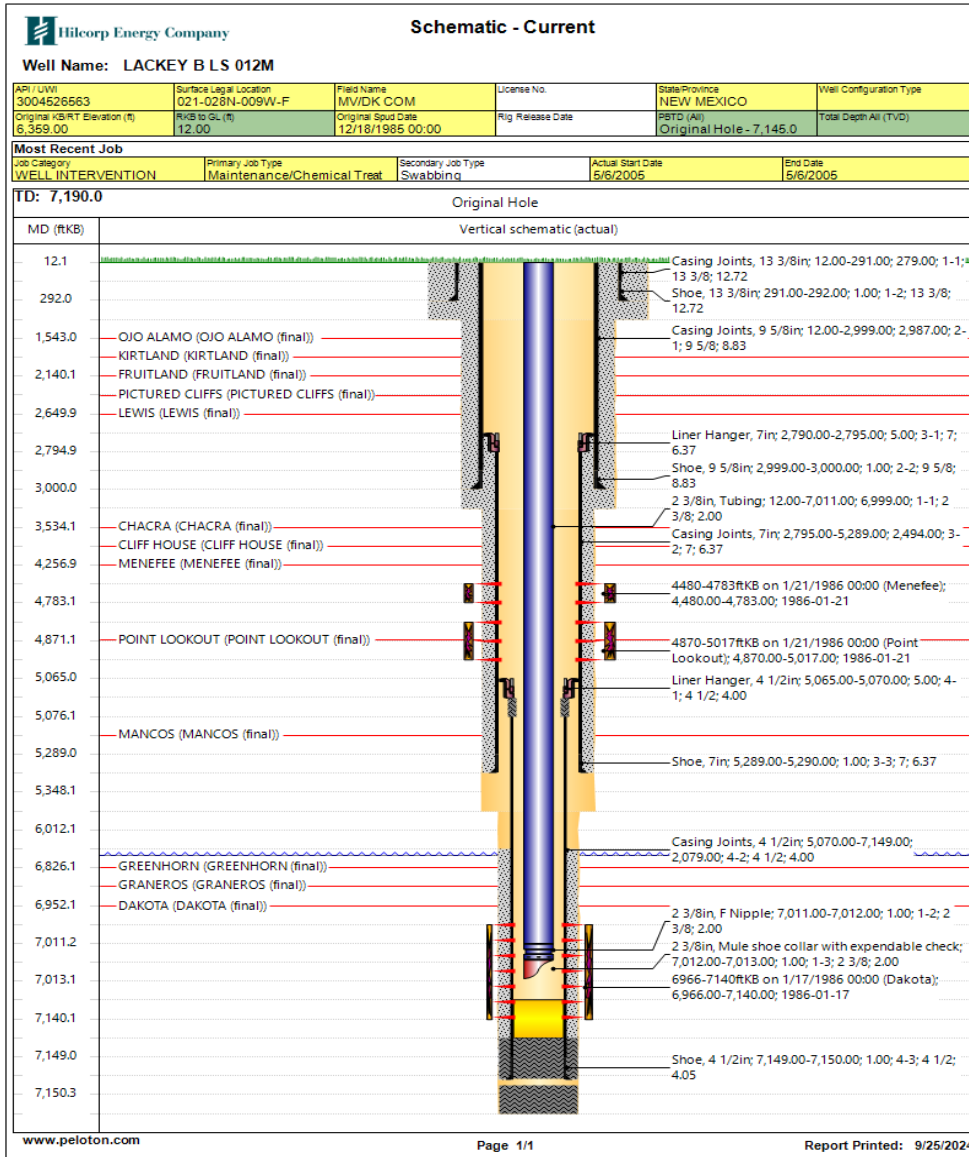 Hilcorp Energy Company
Schematic - Current
Well Name: LACKEY B LS 012M
API / UWI
3004526563
Surface Legal Location
021-028N-009W-F
Field Name
MV/DK COM
License No.
State/Province
NEW MEXICO
Well Configuration Type
Original KB/RT Elevation (ft)
6,359.00
RKB to GL (ft)
12.00
Original Spud Date
12/18/1985 00:00
Rig Release Date
PBTD (All)
Original Hole - 7,145.0
Total Depth All (TVD)
Most Recent Job
Job Category
WELL INTERVENTION
Primary Job Type
Maintenance/Chemical Treat
Secondary Job Type
Swabbing
Actual Start Date
5/6/2005
End Date
5/6/2005
TD: 7,190.0
Original Hole
MD (ftKB)
Vertical schematic (actual)
12.1
292.0
1,543.0
2,140.1
2,649.9
2,794.9
3,000.0
3,534.1
4,256.9
4,783.1
4,871.1
5,065.0
5,076.1
5,289.0
5,348.1
6,012.1
6,826.1
6,952.1
7,011.2
7,013.1
7,140.1
7,149.0
7,150.3
OJO ALAMO (OJO ALAMO (final))
KIRTLAND (KIRTLAND (final))
FRUITLAND (FRUITLAND (final))
PICTURED CLIFFS (PICTURED CLIFFS (final))
LEWIS (LEWIS (final))
CHACRA (CHACRA (final))
CLIFF HOUSE (CLIFF HOUSE (final))
MENEFEE (MENEFEE (final))
POINT LOOKOUT (POINT LOOKOUT (final))
MANCOS (MANCOS (final))
GREENHORN (GREENHORN (final))
GRANEROS (GRANEROS (final))
DAKOTA (DAKOTA (final))
Casing Joints, 13 3/8in; 12.00-291.00; 279.00; 1-1;
13 3/8; 12.72
Shoe, 13 3/8in; 291.00-292.00; 1.00; 1-2; 13 3/8;
12.72
Casing Joints, 9 5/8in; 12.00-2,999.00; 2,987.00; 2-
1; 9 5/8; 8.83
Liner Hanger, 7in; 2,790.00-2,795.00; 5.00; 3-1; 7;
6.37
Shoe, 9 5/8in; 2,999.00-3,000.00; 1.00; 2-2; 9 5/8;
8.83
2 3/8in, Tubing; 12.00-7,011.00; 6,999.00; 1-1; 2
3/8; 2.00
Casing Joints, 7in; 2,795.00-5,289.00; 2,494.00; 3-
2; 7; 6.37
4480-4783ftKB on 1/21/1986 00:00 (Menefee);
4,480.00-4,783.00; 1986-01-21
4870-5017ftKB on 1/21/1986 00:00 (Point
Lookout); 4,870.00-5,017.00; 1986-01-21
Liner Hanger, 4 1/2in; 5,065.00-5,070.00; 5.00; 4-
1; 4 1/2; 4.00
Shoe, 7in; 5,289.00-5,290.00; 1.00; 3-3; 7; 6.37
Casing Joints, 4 1/2in; 5,070.00-7,149.00;
2,079.00; 4-2; 4 1/2; 4.00
2 3/8in, F Nipple; 7,011.00-7,012.00; 1.00; 1-2; 2
3/8; 2.00
2 3/8in, Mule shoe collar with expendable check;
7,012.00-7,013.00; 1.00; 1-3; 2 3/8; 2.00
6966-7140ftKB on 1/17/1986 00:00 (Dakota);
6,966.00-7,140.00; 1986-01-17
Shoe, 4 1/2in; 7,149.00-7,150.00; 1.00; 4-3; 4 1/2;
4.05
www.peloton.com
Page 1/1
Report Printed: 9/25/2024